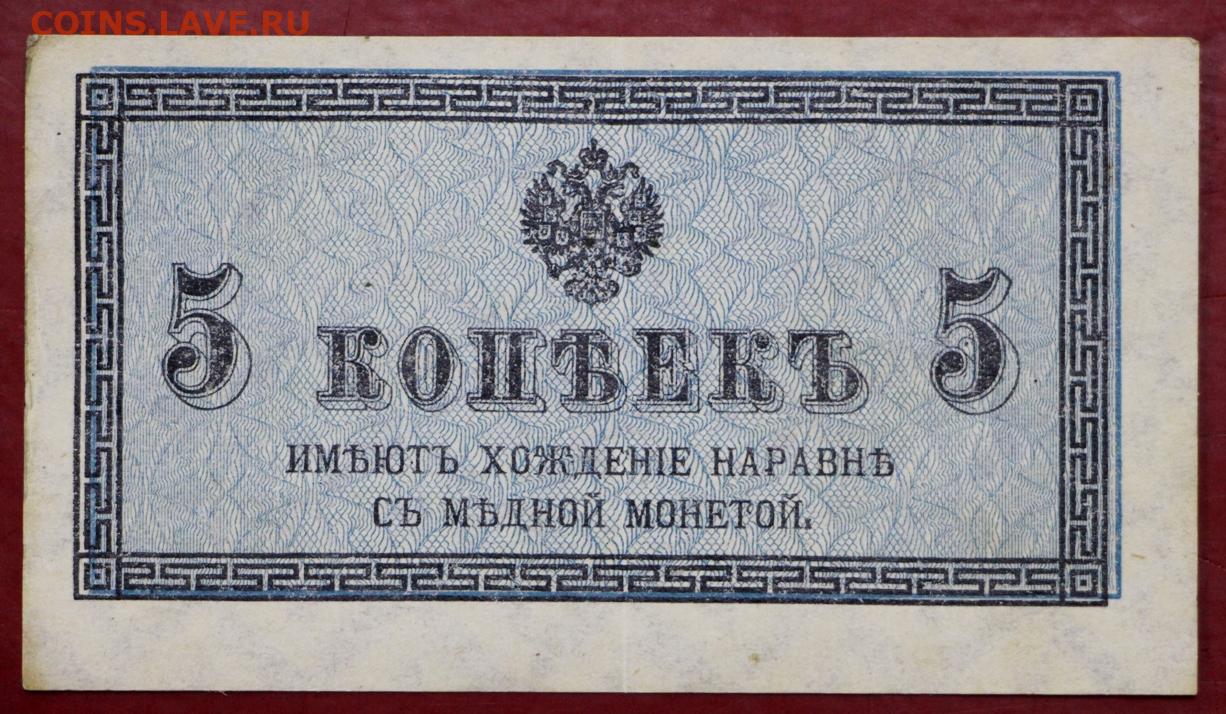 COINS.LAVE.RU
5 КОПѢЕКЪ 5
ИМѢЮТЪ ХОЖДЕНІЕ НАРАВНѢ
СЪ МѢДНОЙ МОНЕТОЙ.